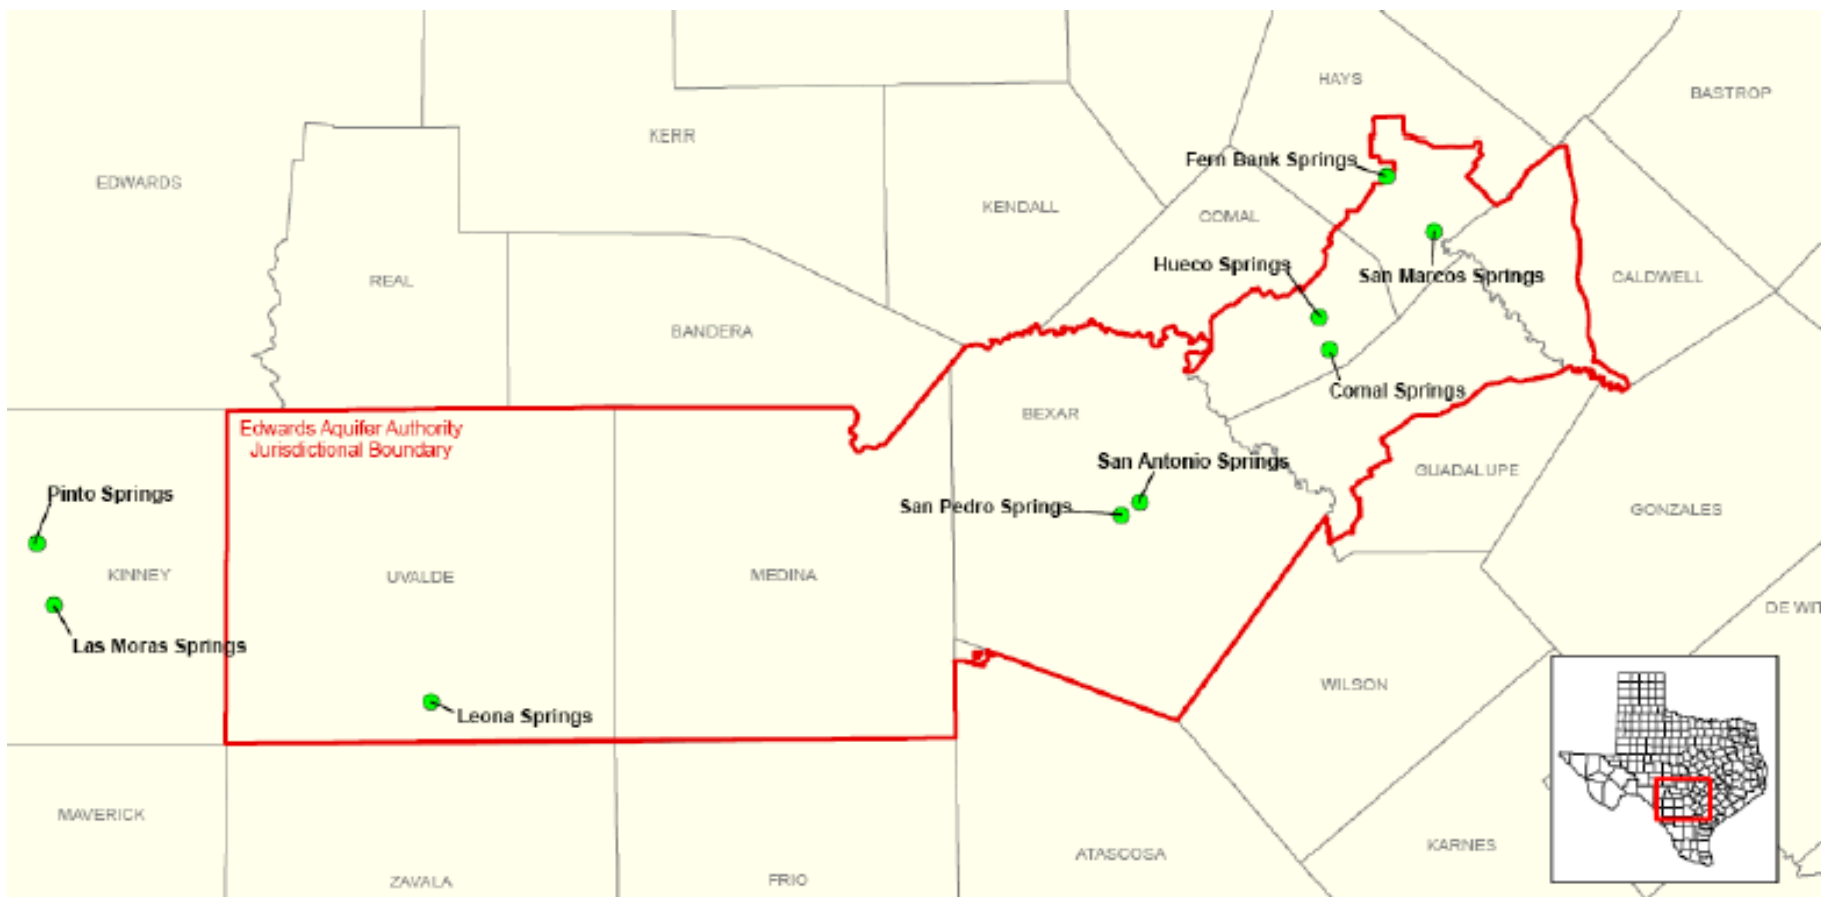 HAYS
BASTROP
KERR
Fern Bank Springs
EDWARDS
KENDALL
COMAL
Hueco Springs
San Marcos Springs
CALDWELL
REAL
BANDERA
Comal Springs
BEXAR
Edwards Aquifer Authority
Jurisdictional Boundary
San Antonio Springs
GUADALUPE
Pinto Springs
San Pedro Springs
GONZALES
KINNEY
UVALDE
MEDINA
DE WIT
Las Moras Springs
WILSON
Leona Springs
MAVERICK
KARNES
ATASCOSA
ZAVALA
FRIO